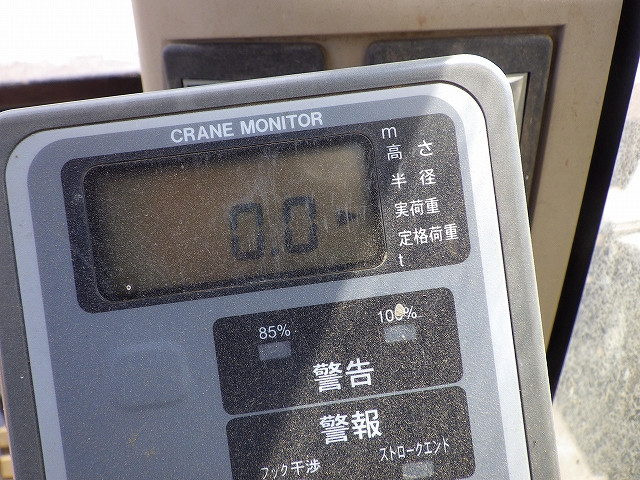 CRANE MONITOR
m
高さ
半径
0.0
実荷重
定格荷重
t
85%
100%
警告
警報
フック干渉
ストロークエンド